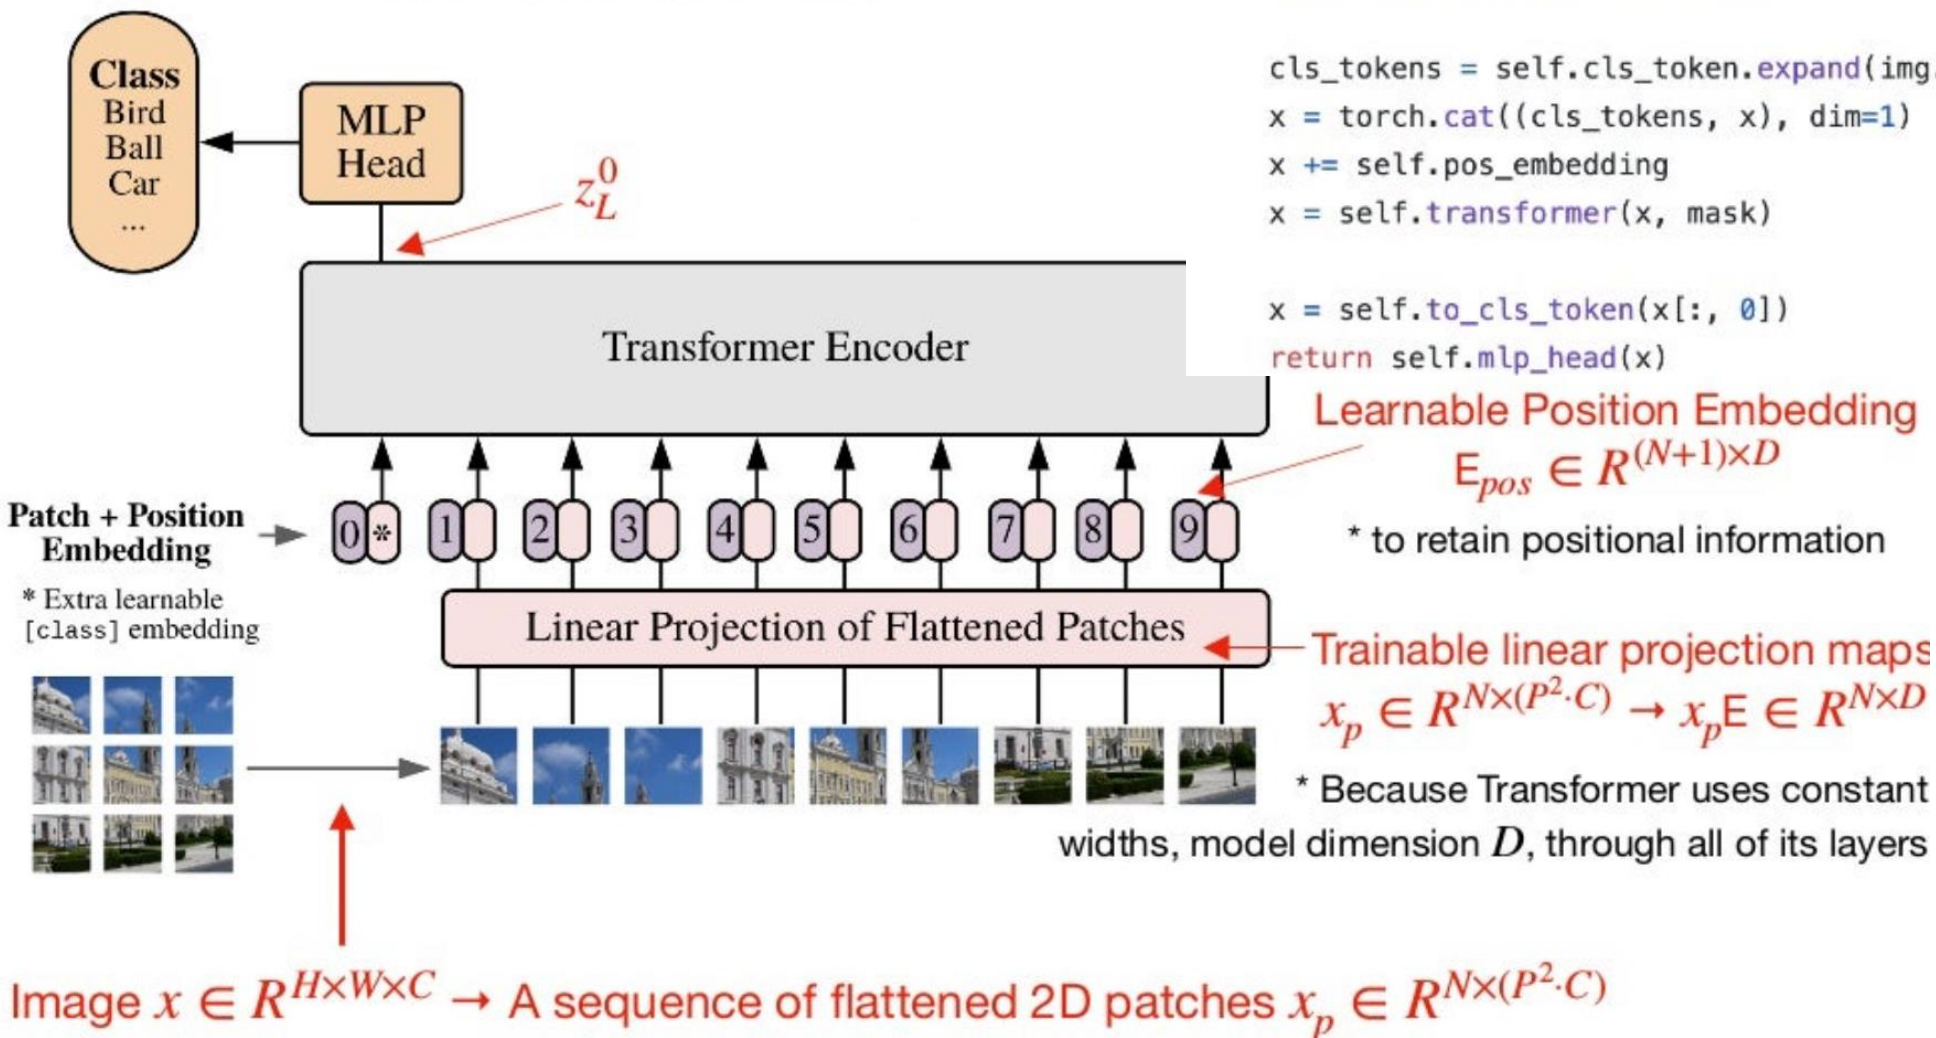 Class
Bird
Ball
Car
...
MLP
Head
z_L^0
cls_tokens = self.cls_token.expand(img.
x = torch.cat((cls_tokens, x), dim=1)
x += self.pos_embedding
x = self.transformer(x, mask)
x = self.to_cls_token(x[:, 0])
return self.mlp_head(x)
Transformer Encoder
Learnable Position Embedding
E_{pos} ∈ R^{(N+1)×D}
* to retain positional information
Patch + Position
Embedding
* Extra learnable
[class] embedding
0 * 1 2 3 4 5 6 7 8 9
Linear Projection of Flattened Patches
Trainable linear projection maps
x_p ∈ R^{N×(P^2·C)} → x_pE ∈ R^{N×D}
* Because Transformer uses constant
widths, model dimension D, through all of its layers
Image x ∈ R^{H×W×C} → A sequence of flattened 2D patches x_p ∈ R^{N×(P^2·C)}